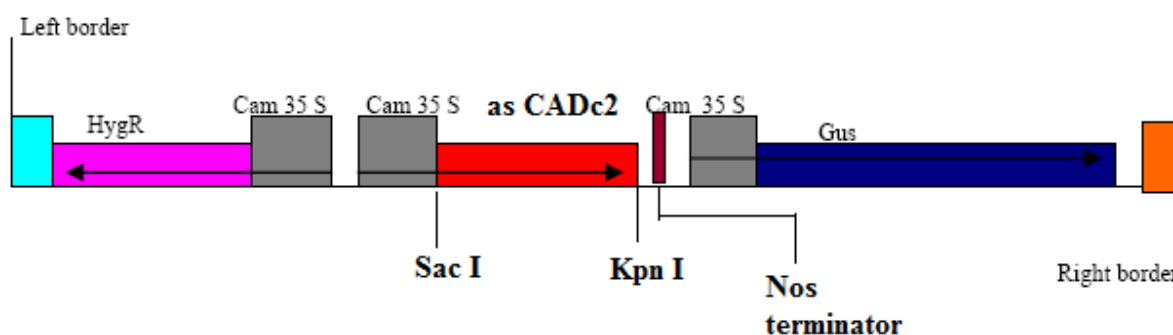 Left border
Cam 35 S
Cam 35 S
as CADc2
Cam 35 S
HygR
Gus
Sac I
Kpn I
Nos
terminator
Right border